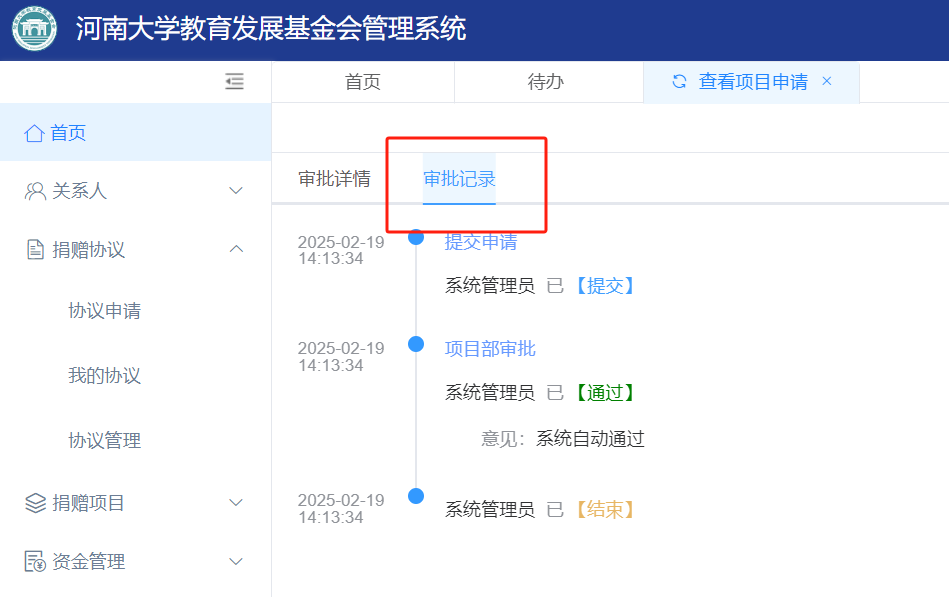 河南大学教育发展基金会管理系统
首页 待办 查看项目申请 ×
首页
关系人
捐赠协议
协议申请
我的协议
协议管理
捐赠项目
资金管理
审批详情 审批记录
2025-02-19
14:13:34
提交申请
系统管理员 已 【提交】
2025-02-19
14:13:34
项目部审批
系统管理员 已 【通过】
意见： 系统自动通过
2025-02-19
14:13:34
系统管理员 已 【结束】